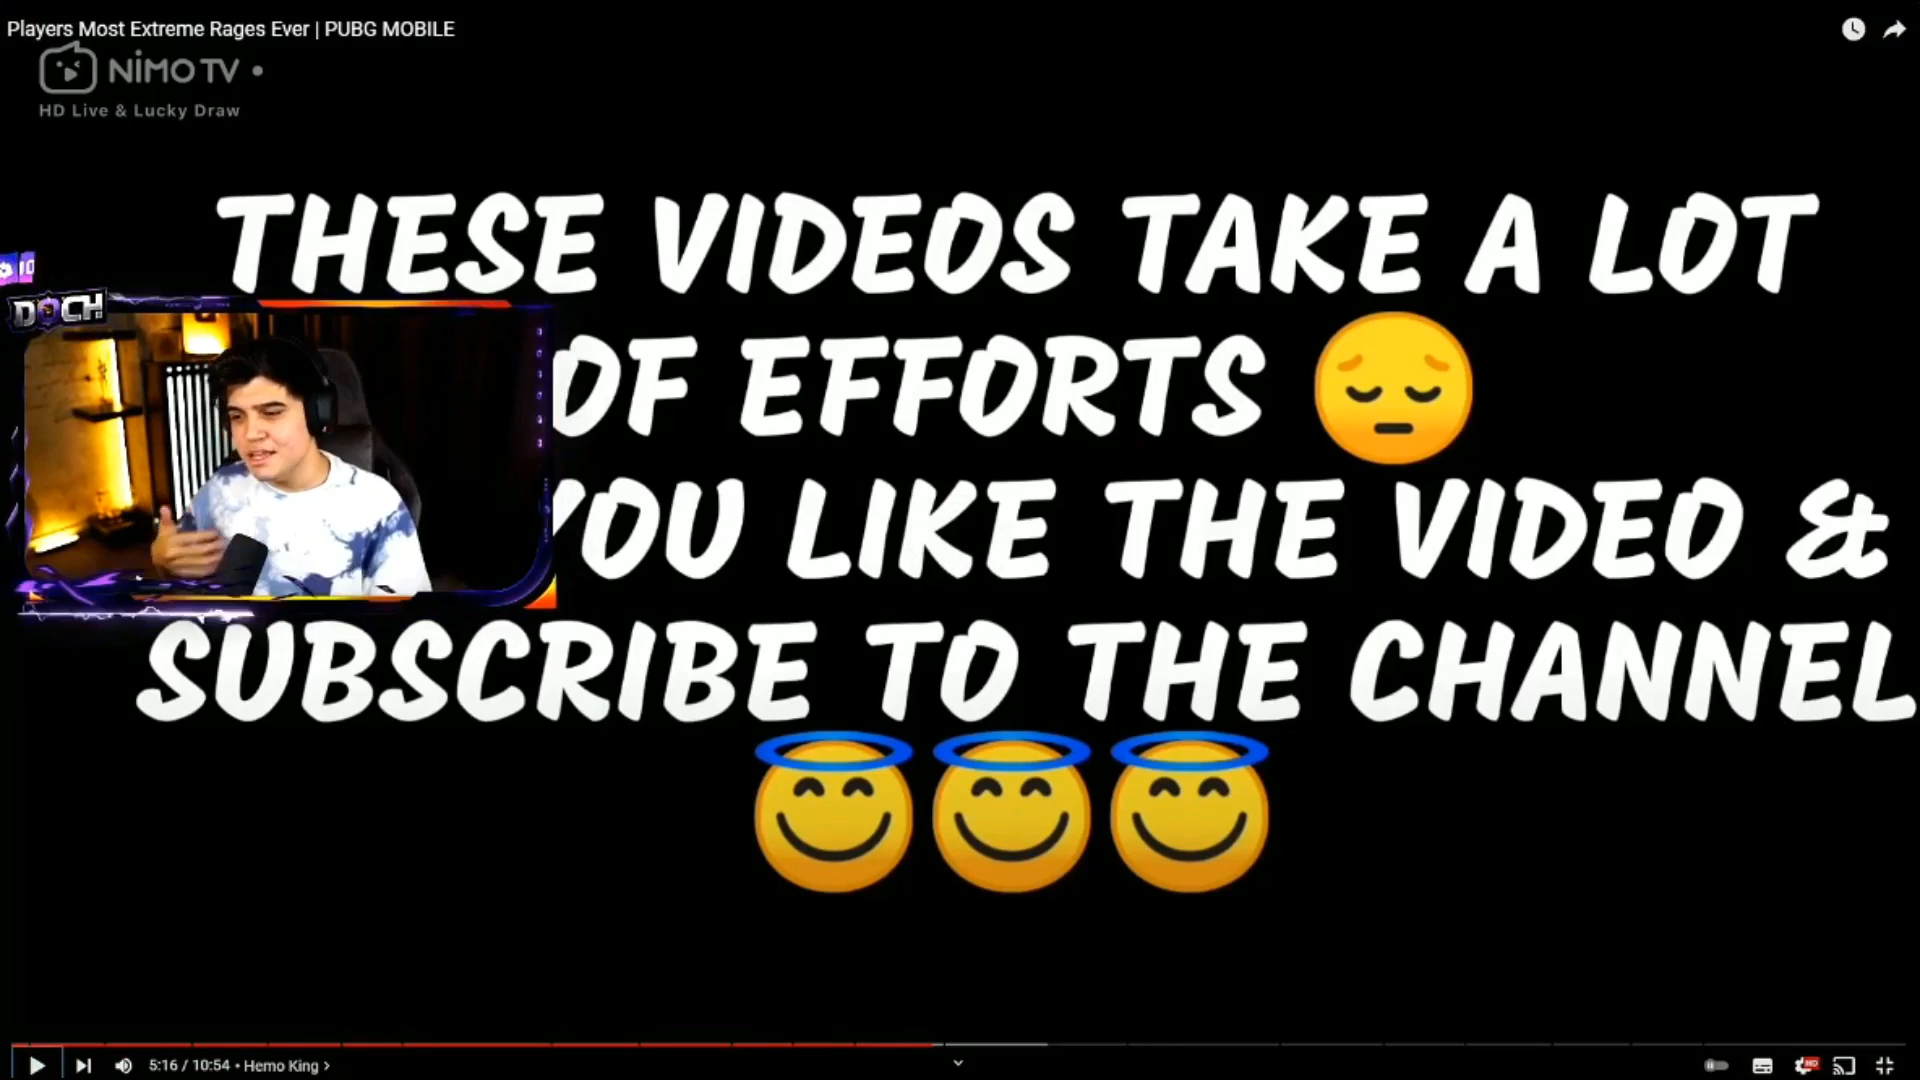 Players Most Extreme Rages Ever | PUBG MOBILE
NIMO TV
HD Live & Lucky Draw
THESE VIDEOS TAKE A LOT
DOCH
OF EFFORTS
YOU LIKE THE VIDEO &
SUBSCRIBE TO THE CHANNEL
5:16 / 10:54 • Hemo King >
HD